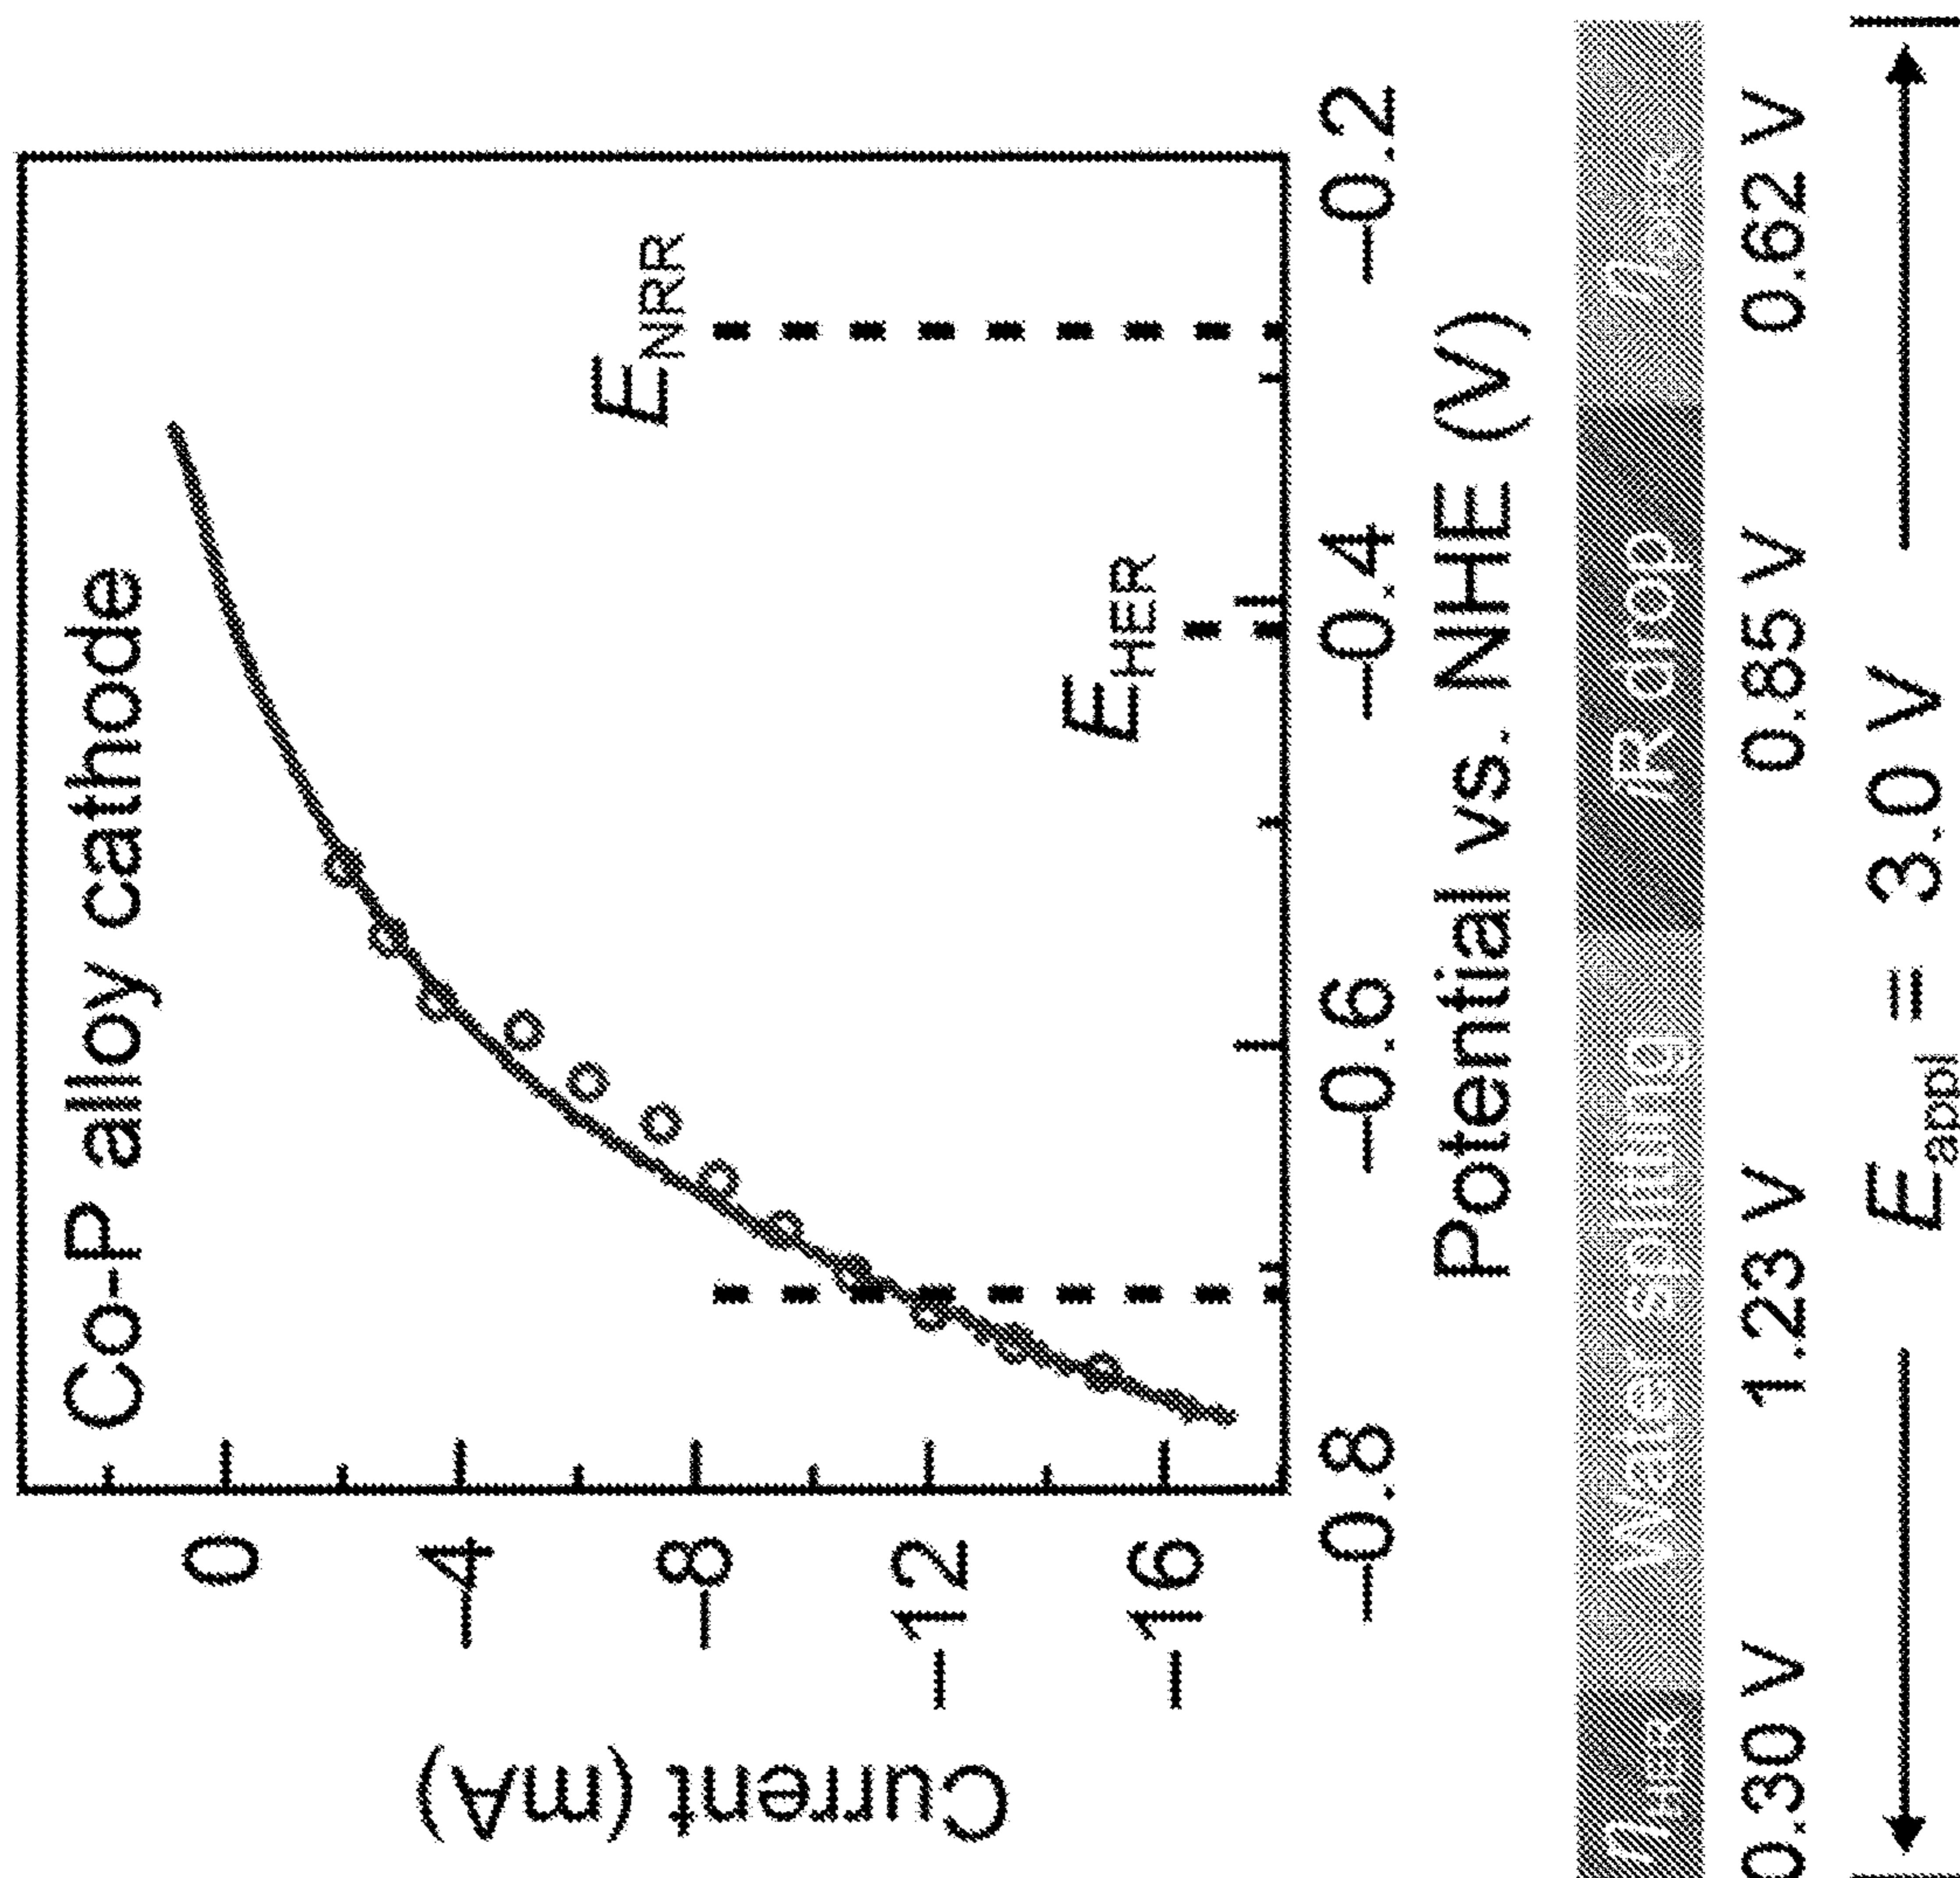 Co–P alloy cathode
Current (mA)
0
–4
–8
–12
–16
E_NRR
E_HER
–0.8
–0.6
–0.4
–0.2
Potential vs. NHE (V)
η_HER Water splitting iR drop η_OER
0.30 V 1.23 V 0.85 V 0.62 V
E_appl = 3.0 V